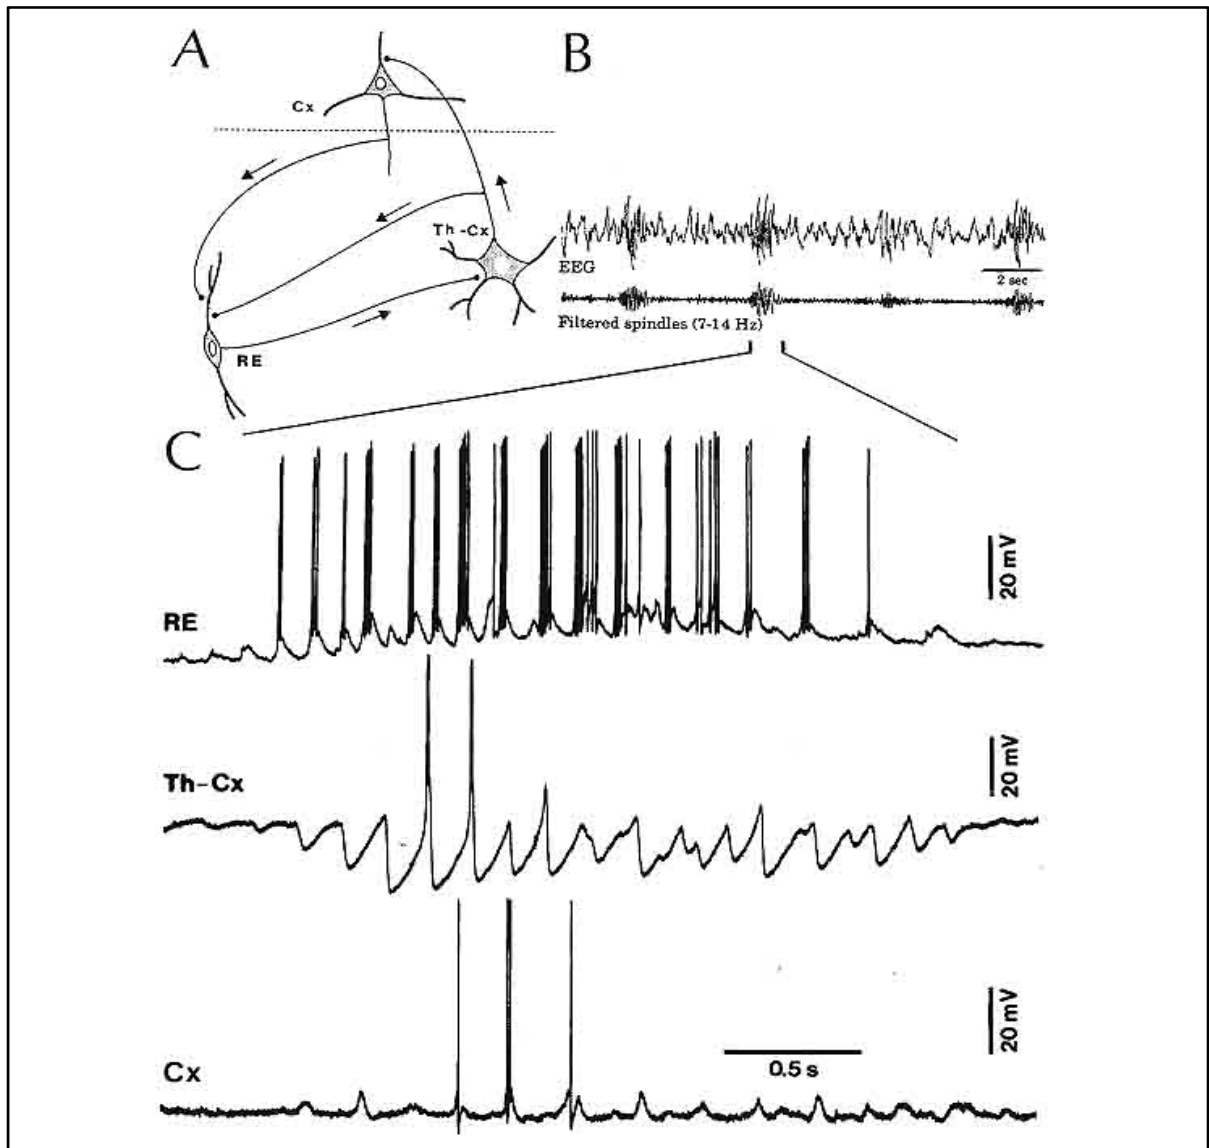 A
B
Cx
Th-Cx
RE
EEG
2 sec
Filtered spindles (7-14 Hz)
C
RE
20 mV
Th-Cx
20 mV
Cx
0.5 s
20 mV